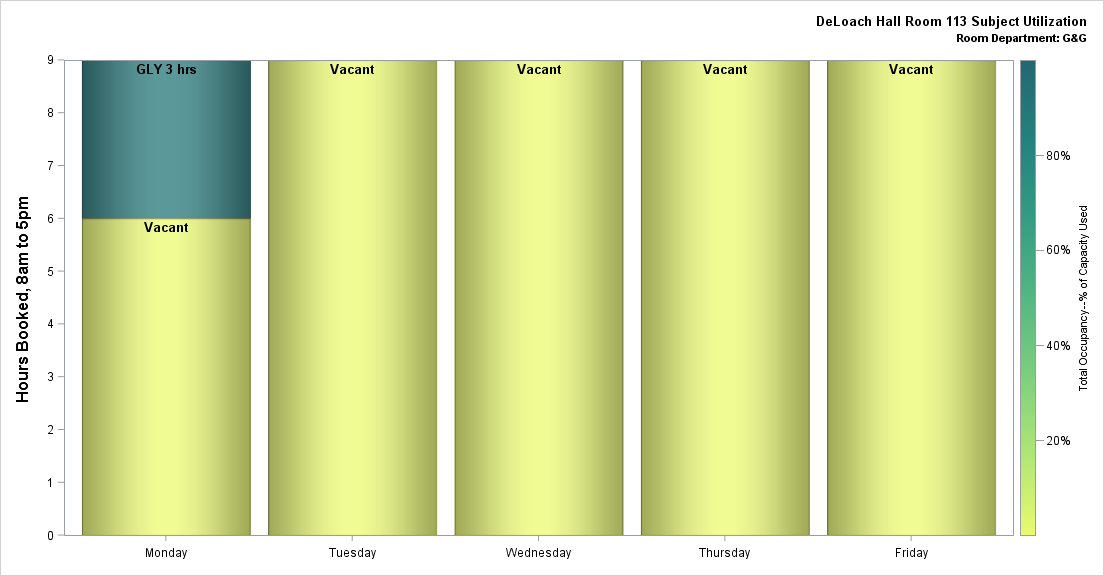 DeLoach Hall Room 113 Subject Utilization
Room Department: G&G
Hours Booked, 8am to 5pm
9
8
7
6
5
4
3
2
1
0
GLY 3 hrs
Vacant
Vacant
Vacant
Vacant
Vacant
Monday
Tuesday
Wednesday
Thursday
Friday
80%
60%
40%
20%
Total Occupancy--% of Capacity Used